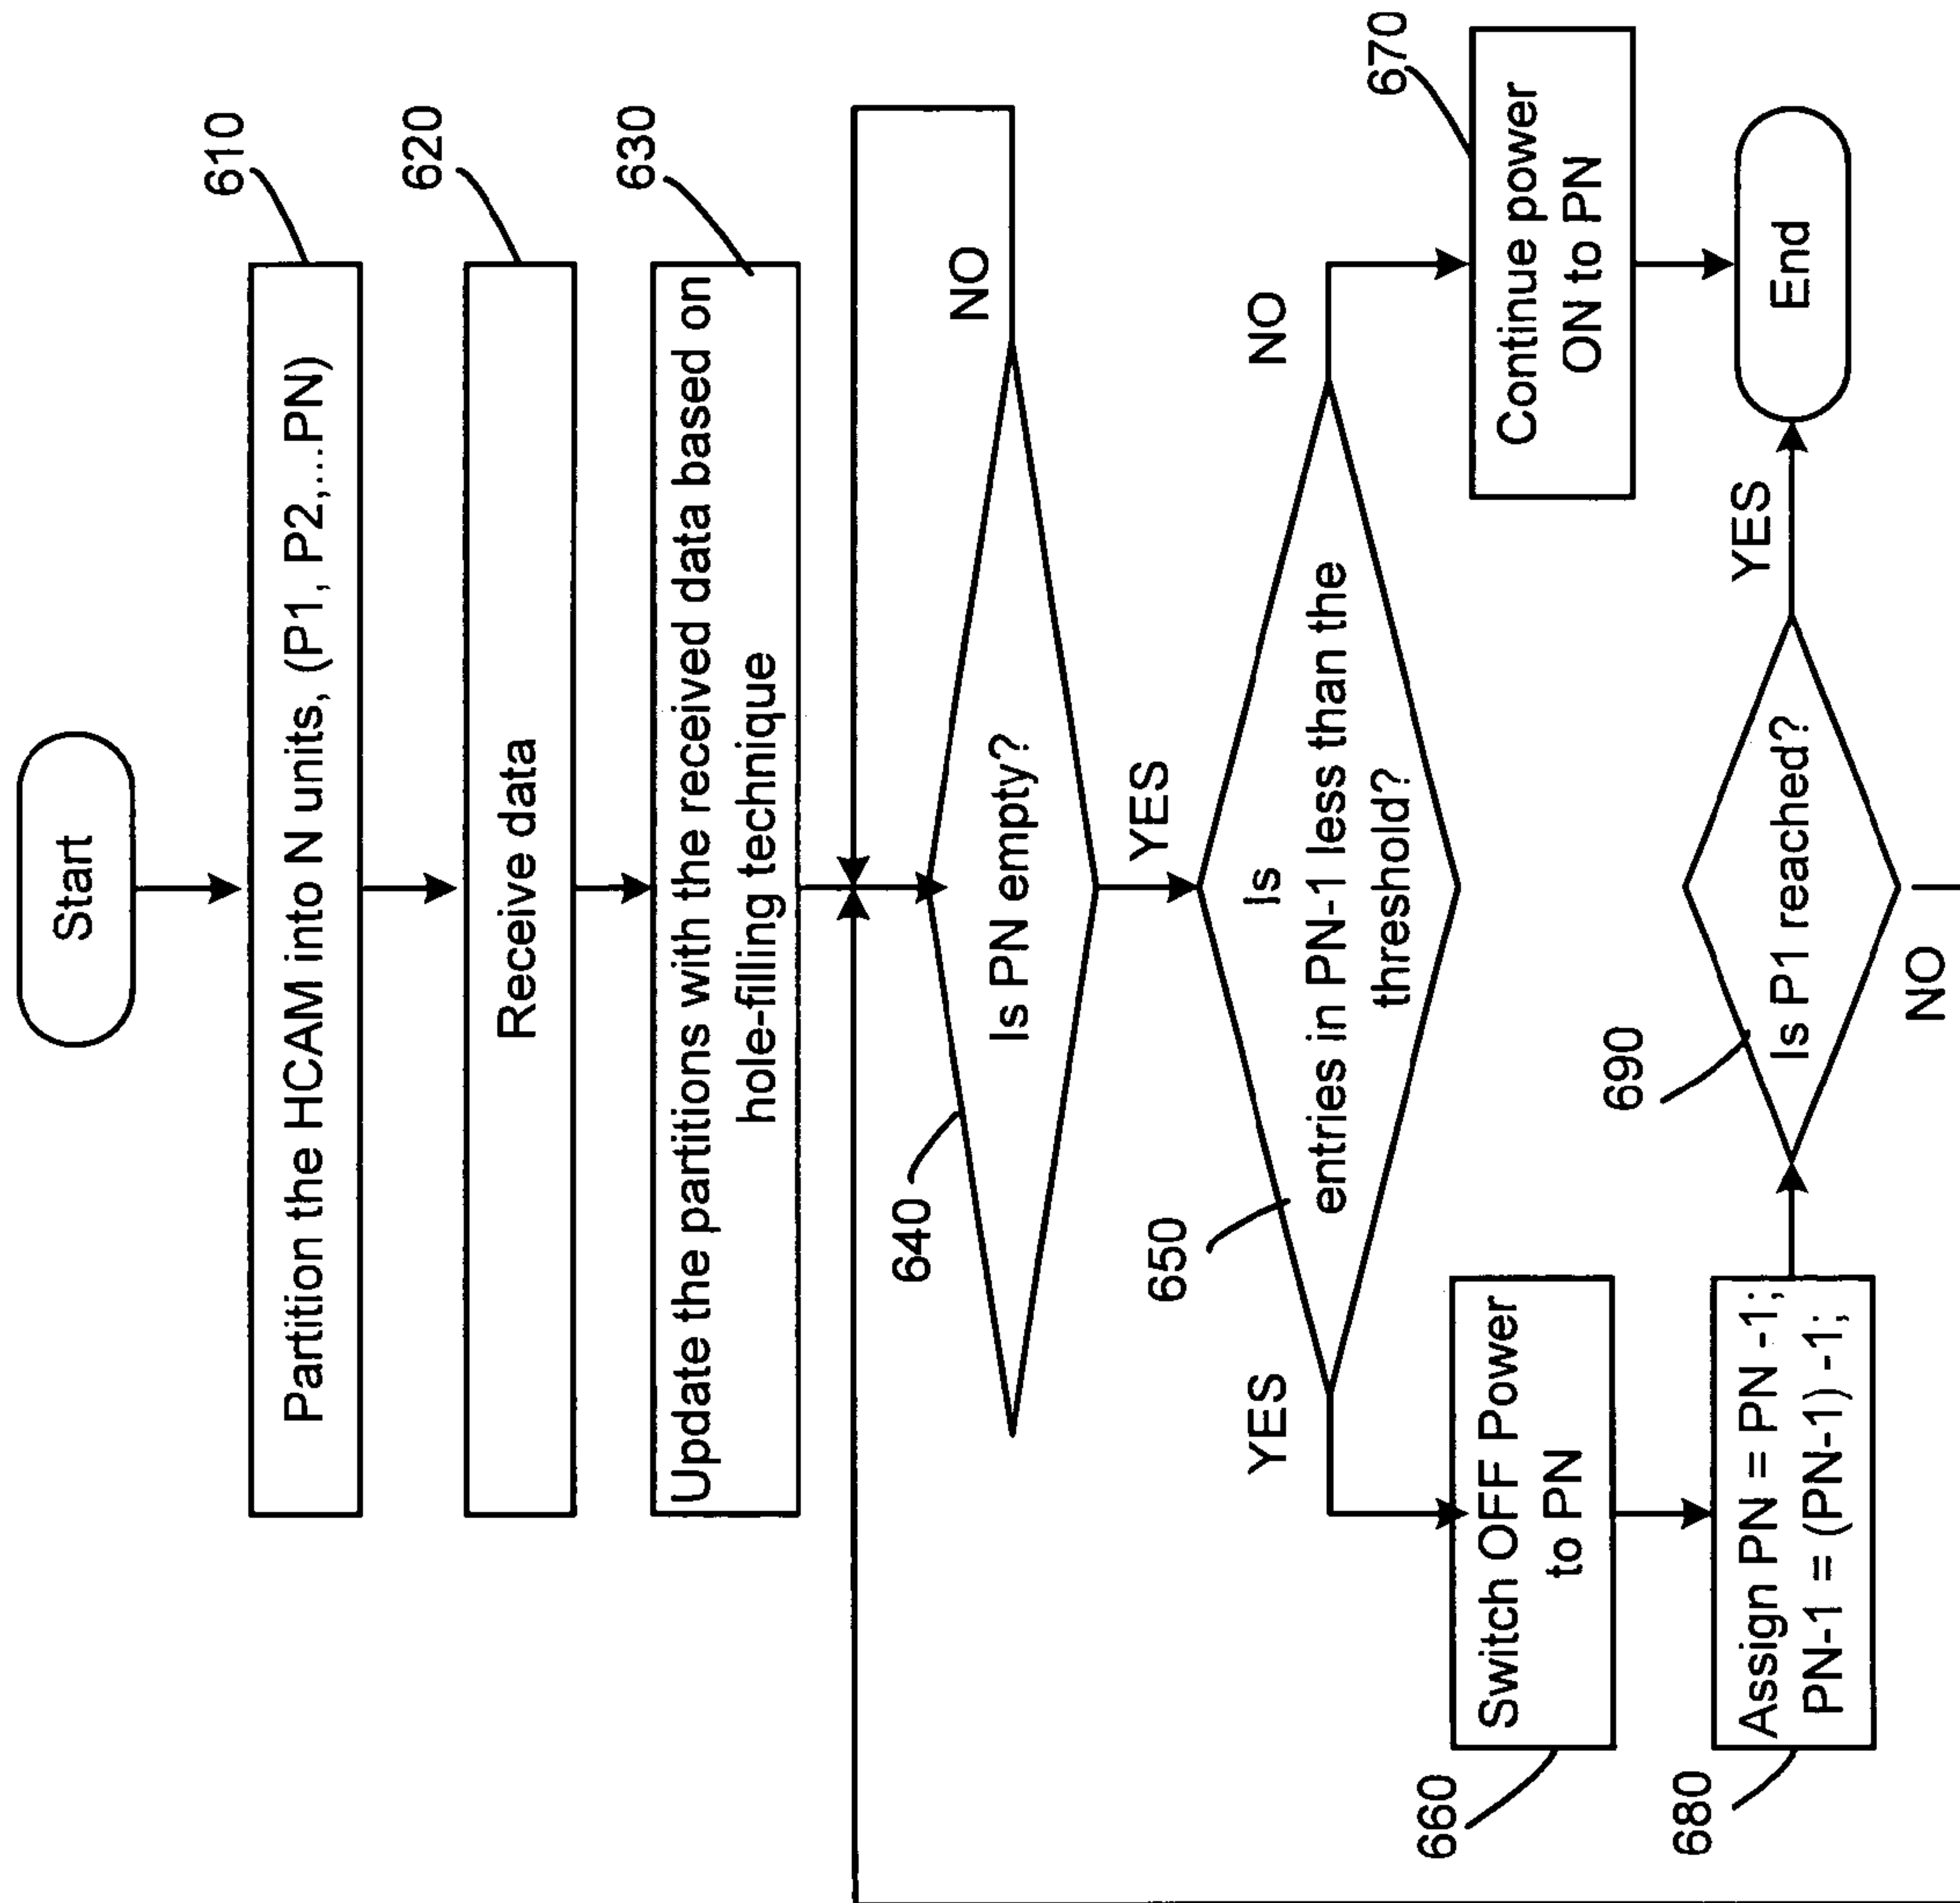 Start
610
Partition the HCAM into N units, (P1, P2,...PN)
620
Receive data
630
Update the partitions with the received data based on
hole-filling technique
640
Is PN empty?
NO
YES
650
Is
entries in PN-1 less than the
threshold?
YES
NO
660
Switch OFF Power
to PN
670
Continue power
ON to PN
680
Assign PN = PN -1;
PN-1 = (PN-1) -1;
690
Is P1 reached?
YES
End
NO